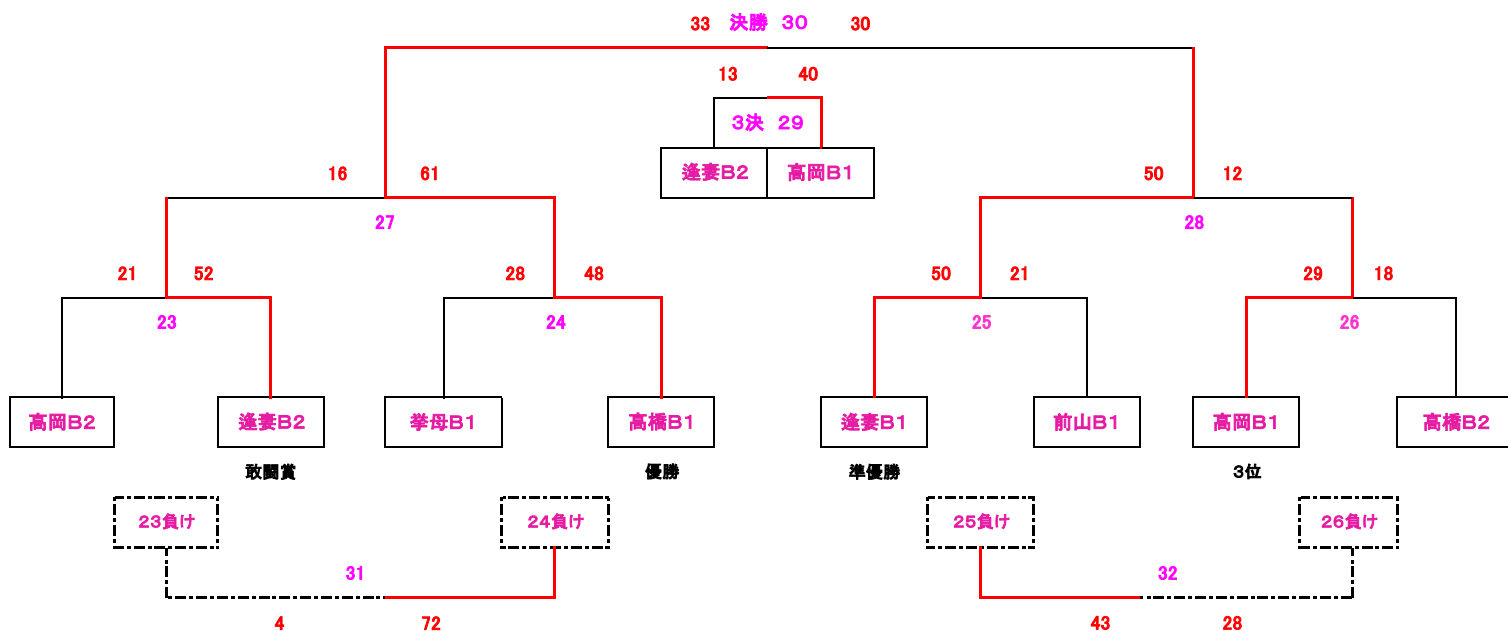 33 決勝 30 30
13 40
3決 29
逢妻B2 高岡B1
16 61 50 12
27 28
21 52 28 48 50 21 29 18
23 24 25 26
高岡B2 逢妻B2 挙母B1 高橋B1 逢妻B1 前山B1 高岡B1 高橋B2
敢闘賞 優勝 準優勝 3位
23負け 24負け 25負け 26負け
31 32
4 72 43 28